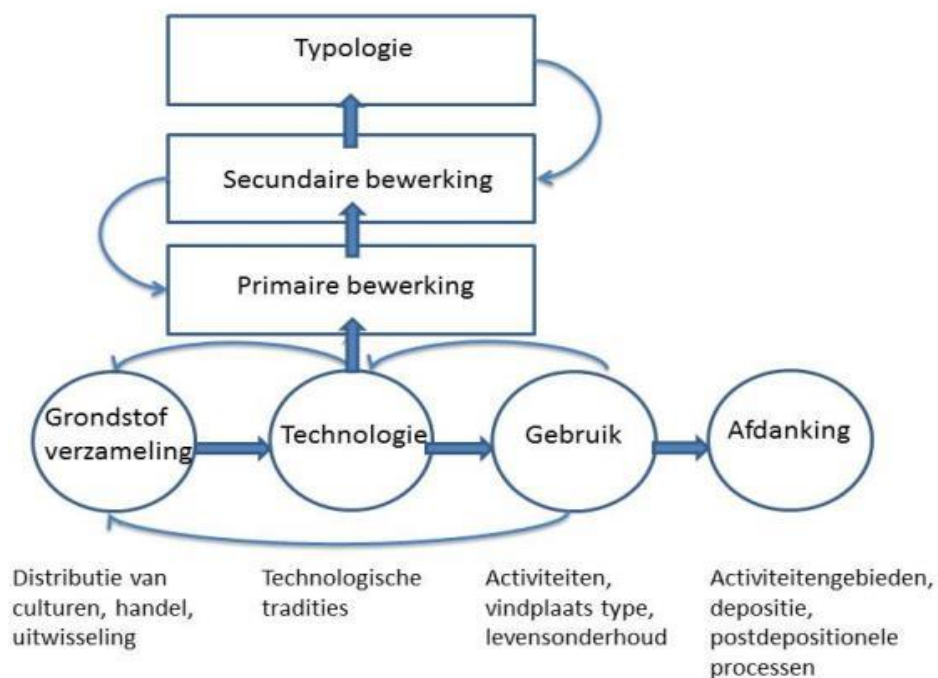 Typologie
Secundaire bewerking
Primaire bewerking
Grondstof
verzameling
Technologie
Gebruik
Afdanking
Distributie van
culturen, handel,
uitwisseling
Technologische
tradities
Activiteiten,
vindplaats type,
levensonderhoud
Activiteitengebieden,
depositie,
postdepositionele
processen